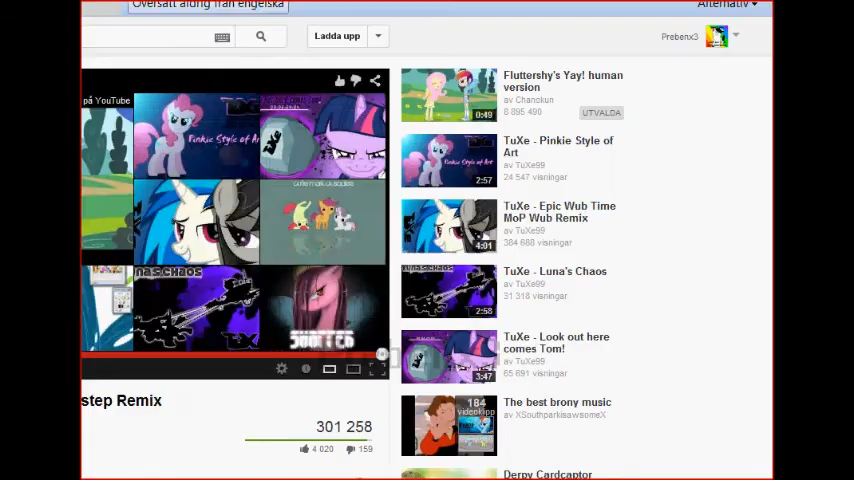 Översätt aldrig från engelska
Alternativ
Ladda upp
Prebenx3
på YouTube
Pinkie Style of Art
Fluttershy's Yay! human
version
av Chanskun
8 895 490
UTVALDA
0:49
TuXe - Pinkie Style of
Art
av TuXe99
24 547 visningar
2:57
TuXe - Epic Wub Time
MoP Wub Remix
av TuXe99
384 688 visningar
4:01
LUNAS CHAOS
TuXe - Luna's Chaos
av TuXe99
31 318 visningar
2:58
TuXe - Look out here
comes Tom!
av TuXe99
65 691 visningar
3:47
step Remix
301 258
4 020
159
The best brony music
av XSouthparkisawsomeX
184
videoklipp
Derpy Cardcaptor